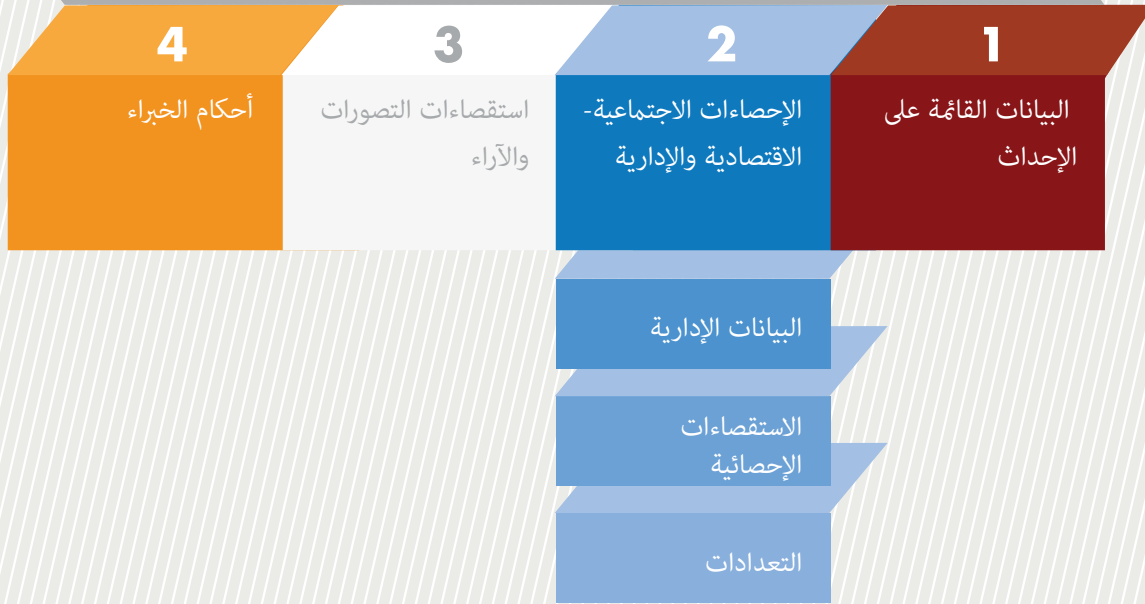 1
البيانات القائمة على
الإحداث
2
الإحصاءات الاجتماعية-
الاقتصادية والإدارية
3
استقصاءات التصورات
والآراء
4
أحكام الخبراء
البيانات الإدارية
الاستقصاءات
الإحصائية
التعدادات